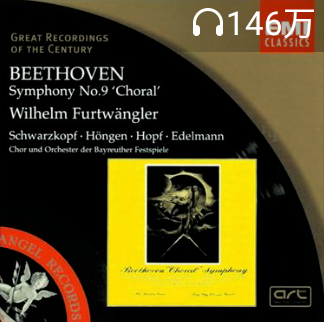 146万
GREAT RECORDINGS
OF THE CENTURY
EMI
CLASSICS
BEETHOVEN
Symphony No.9 ‘Choral’
Wilhelm Furtwängler
Schwarzkopf · Höngen · Hopf · Edelmann
Chor und Orchester der Bayreuther Festspiele
Beethoven "Choral" Symphony
ANGEL RECORDS
art